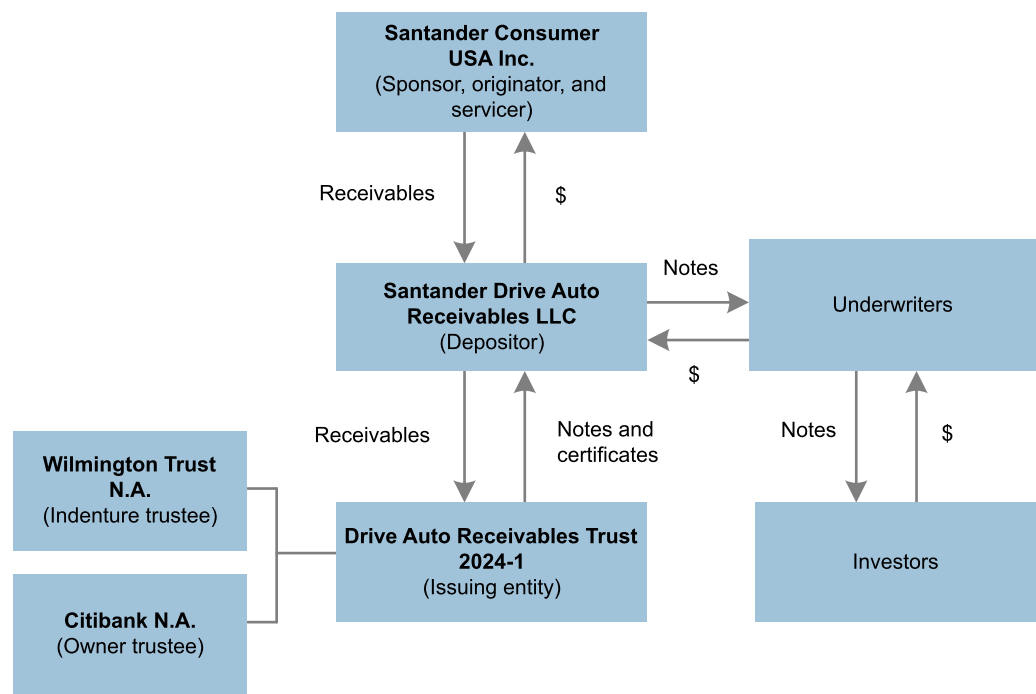 Santander Consumer
USA Inc.
(Sponsor, originator, and
servicer)
Receivables
$
Santander Drive Auto
Receivables LLC
(Depositor)
Notes
$
Underwriters
Receivables
Notes and
certificates
Notes
$
Wilmington Trust
N.A.
(Indenture trustee)
Drive Auto Receivables Trust
2024-1
(Issuing entity)
Investors
Citibank N.A.
(Owner trustee)